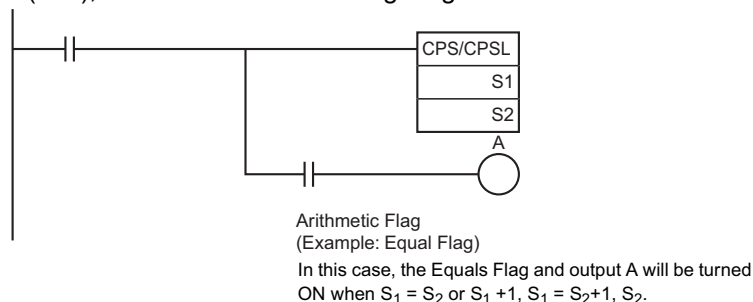 CPS/CPSL
S1
S2
A
Arithmetic Flag
(Example: Equal Flag)
In this case, the Equals Flag and output A will be turned
ON when S₁ = S₂ or S₁ +1, S₁ = S₂+1, S₂.